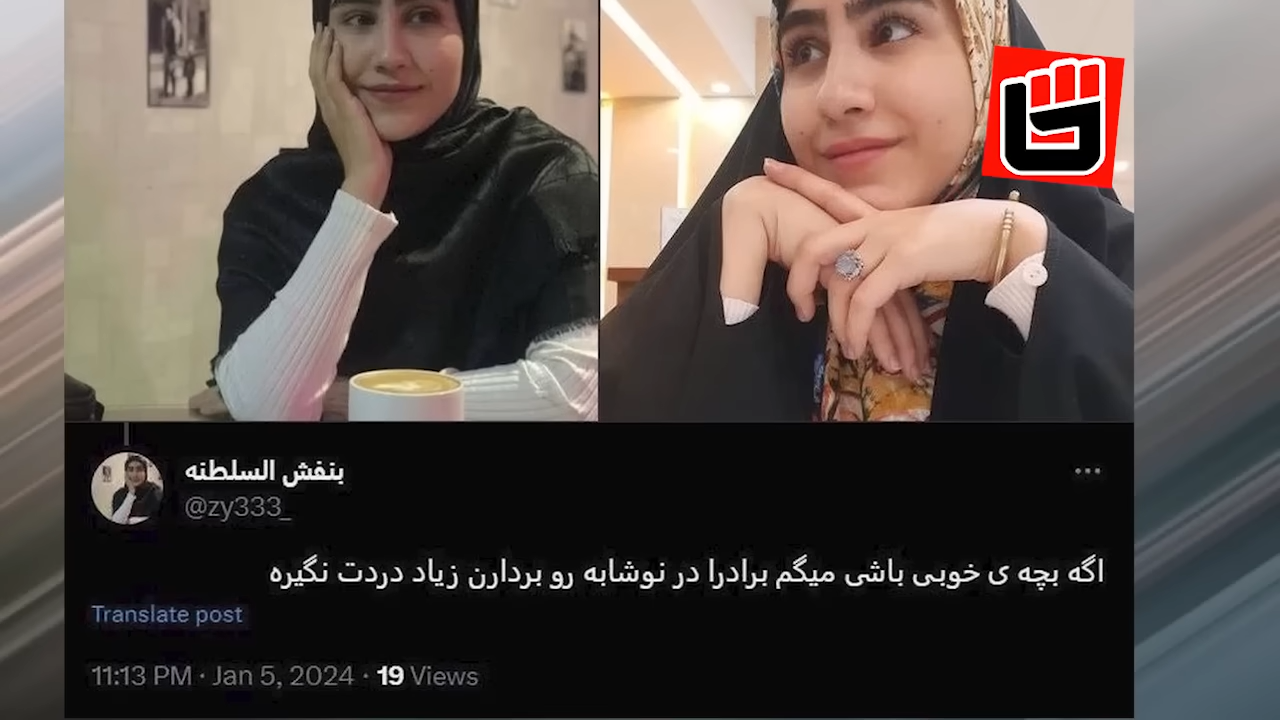 بنفش السلطنه
@zy333_
اگه بچه ی خوبی باشی میگم برادرا در نوشابه رو بردارن زیاد دردت نگیره
Translate post
11:13 PM · Jan 5, 2024 · 19 Views